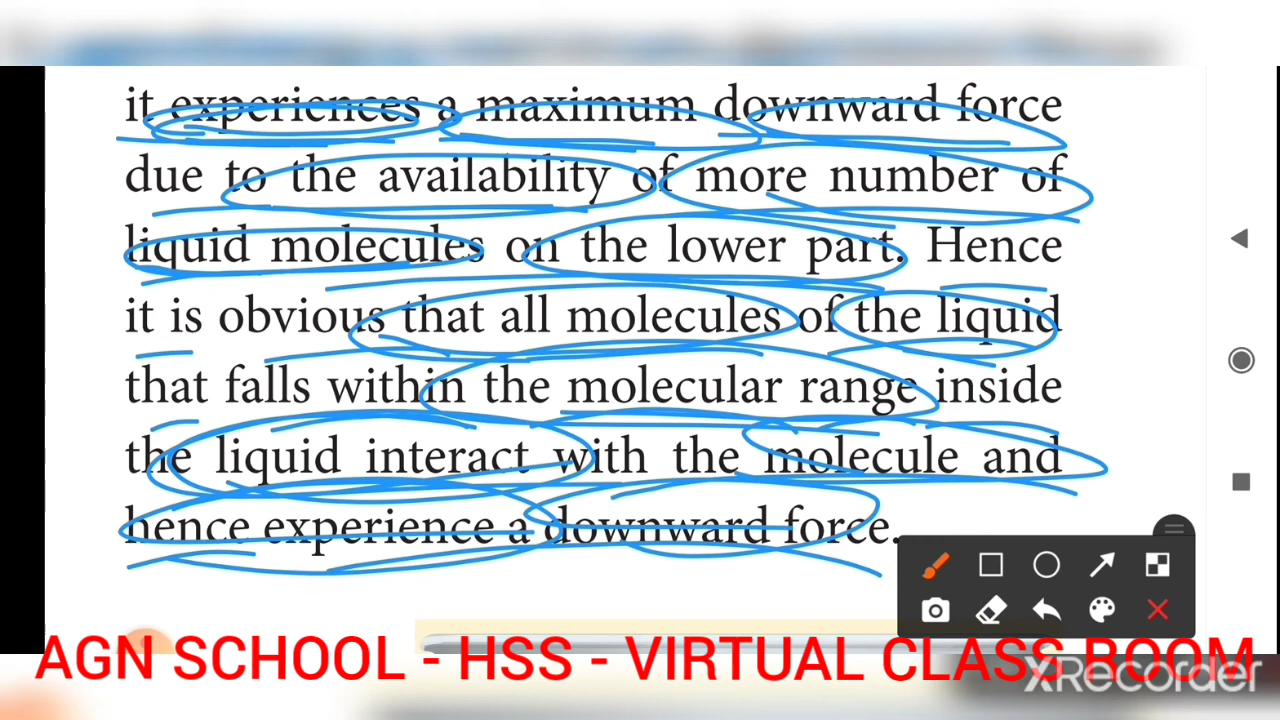 it experiences a maximum downward force
due to the availability of more number of
liquid molecules on the lower part. Hence
it is obvious that all molecules of the liquid
that falls within the molecular range inside
the liquid interact with the molecule and
hence experience a downward force.
AGN SCHOOL - HSS - VIRTUAL CLASS ROOM
XRecorder